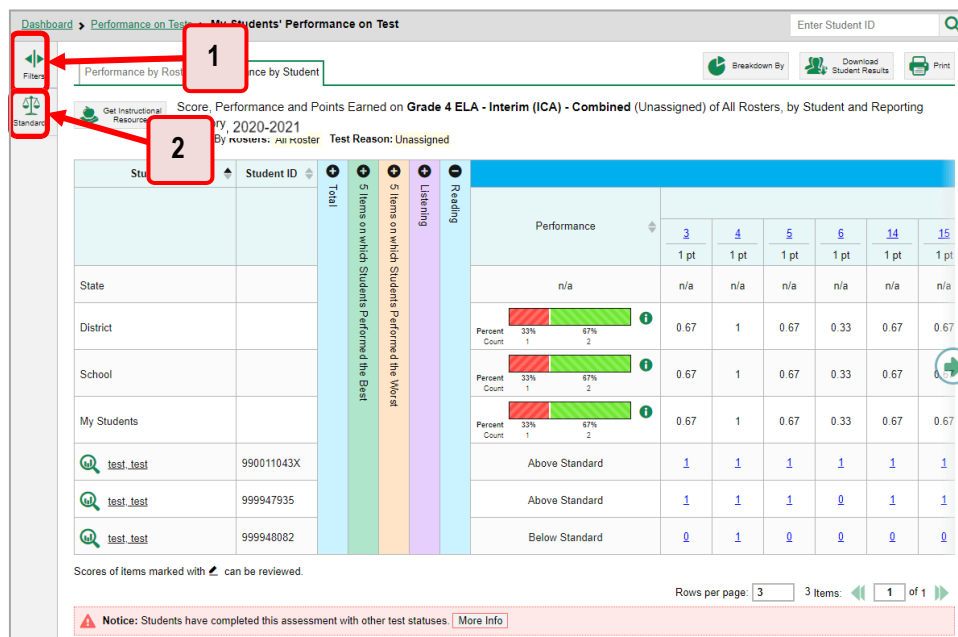 Dashboard > Performance on Tests > My Students' Performance on Test
Enter Student ID
1
Filters
Performance by
nce by Student
Breakdown By
Download Student Results
Print
Standard
Get Instructional
Score, Performance and Points Earned on Grade 4 ELA - Interim (ICA) - Combined (Unassigned) of All Rosters, by Student and Reporting
2020-2021
2
By Rosters: All Roster Test Reason: Unassigned
Student ID
Total
5 Items on which Students Performed the Best
5 Items on which Students Performed the Worst
Listening
Reading
Performance
3 4 5 6 14 15
1 pt 1 pt 1 pt 1 pt 1 pt 1 pt
State n/a n/a n/a n/a n/a n/a n/a
District Percent 33% 67% Count 1 2 0.67 1 0.67 0.33 0.67 0.67
School Percent 33% 67% Count 1 2 0.67 1 0.67 0.33 0.67
My Students Percent 33% 67% Count 1 2 0.67 1 0.67 0.33 0.67 0.67
test, test 990011043X Above Standard 1 1 1 1 1 1
test, test 999947935 Above Standard 1 1 1 0 1 1
test, test 999948082 Below Standard 0 1 0 0 0 0
Scores of items marked with can be reviewed.
Rows per page: 3 3 Items: 1 of 1
Notice: Students have completed this assessment with other test statuses. More Info